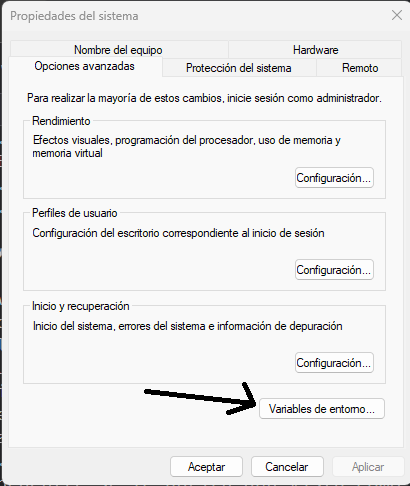 Propiedades del sistema
Nombre del equipo
Hardware
Opciones avanzadas
Protección del sistema
Remoto
Para realizar la mayoría de estos cambios, inicie sesión como administrador.
Rendimiento
Efectos visuales, programación del procesador, uso de memoria y
memoria virtual
Configuración...
Perfiles de usuario
Configuración del escritorio correspondiente al inicio de sesión
Configuración...
Inicio y recuperación
Inicio del sistema, errores del sistema e información de depuración
Configuración...
Variables de entorno...
Aceptar
Cancelar
Aplicar